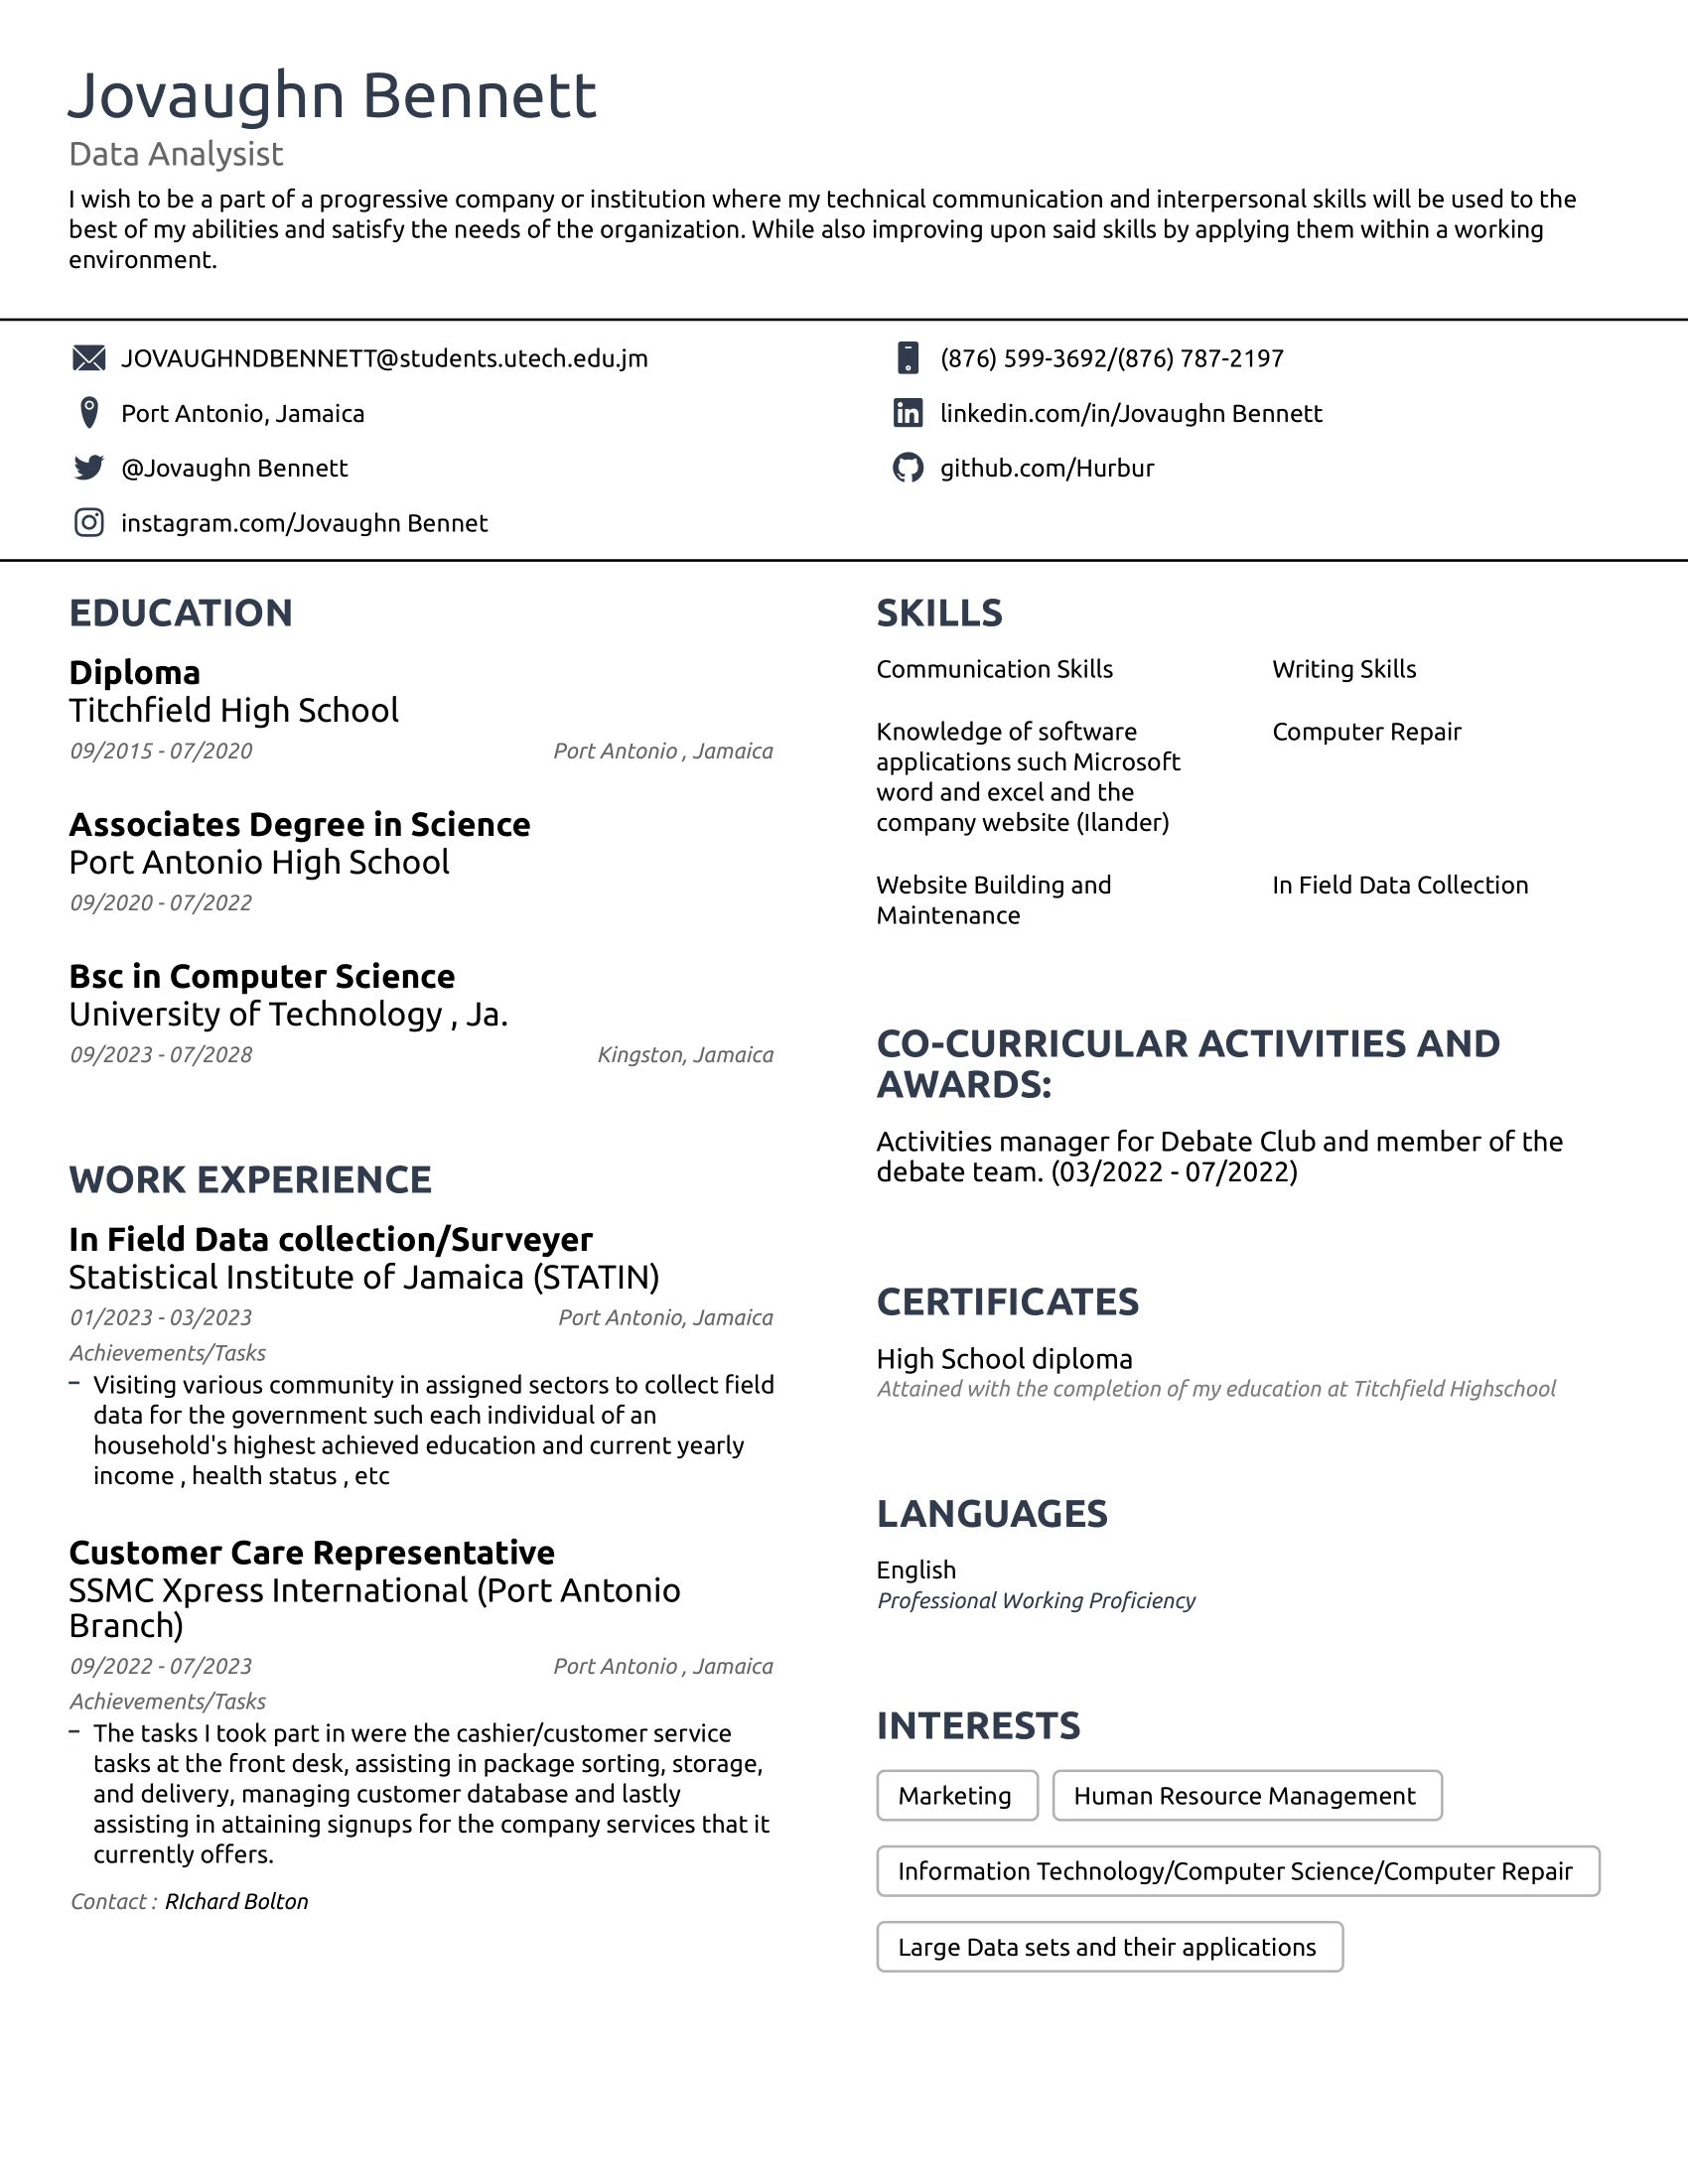 Jovaughn Bennett
Data Analysist
I wish to be a part of a progressive company or institution where my technical communication and interpersonal skills will be used to the
best of my abilities and satisfy the needs of the organization. While also improving upon said skills by applying them within a working
environment.
JOVAUGHNDBENNETT@students.utech.edu.jm
(876) 599-3692/(876) 787-2197
Port Antonio, Jamaica
linkedin.com/in/Jovaughn Bennett
@Jovaughn Bennett
github.com/Hurbur
instagram.com/Jovaughn Bennet
EDUCATION
Diploma
Titchfield High School
09/2015 - 07/2020
Port Antonio , Jamaica
Associates Degree in Science
Port Antonio High School
09/2020 - 07/2022
Bsc in Computer Science
University of Technology , Ja.
09/2023 - 07/2028
Kingston, Jamaica
WORK EXPERIENCE
In Field Data collection/Surveyer
Statistical Institute of Jamaica (STATIN)
01/2023 - 03/2023
Port Antonio, Jamaica
Achievements/Tasks
– Visiting various community in assigned sectors to collect field
data for the government such each individual of an
household's highest achieved education and current yearly
income , health status , etc
Customer Care Representative
SSMC Xpress International (Port Antonio
Branch)
09/2022 - 07/2023
Port Antonio , Jamaica
Achievements/Tasks
– The tasks I took part in were the cashier/customer service
tasks at the front desk, assisting in package sorting, storage,
and delivery, managing customer database and lastly
assisting in attaining signups for the company services that it
currently offers.
Contact : RIchard Bolton
SKILLS
Communication Skills
Writing Skills
Knowledge of software
applications such Microsoft
word and excel and the
company website (Ilander)
Computer Repair
Website Building and
Maintenance
In Field Data Collection
CO-CURRICULAR ACTIVITIES AND
AWARDS:
Activities manager for Debate Club and member of the
debate team. (03/2022 - 07/2022)
CERTIFICATES
High School diploma
Attained with the completion of my education at Titchfield Highschool
LANGUAGES
English
Professional Working Proficiency
INTERESTS
Marketing
Human Resource Management
Information Technology/Computer Science/Computer Repair
Large Data sets and their applications